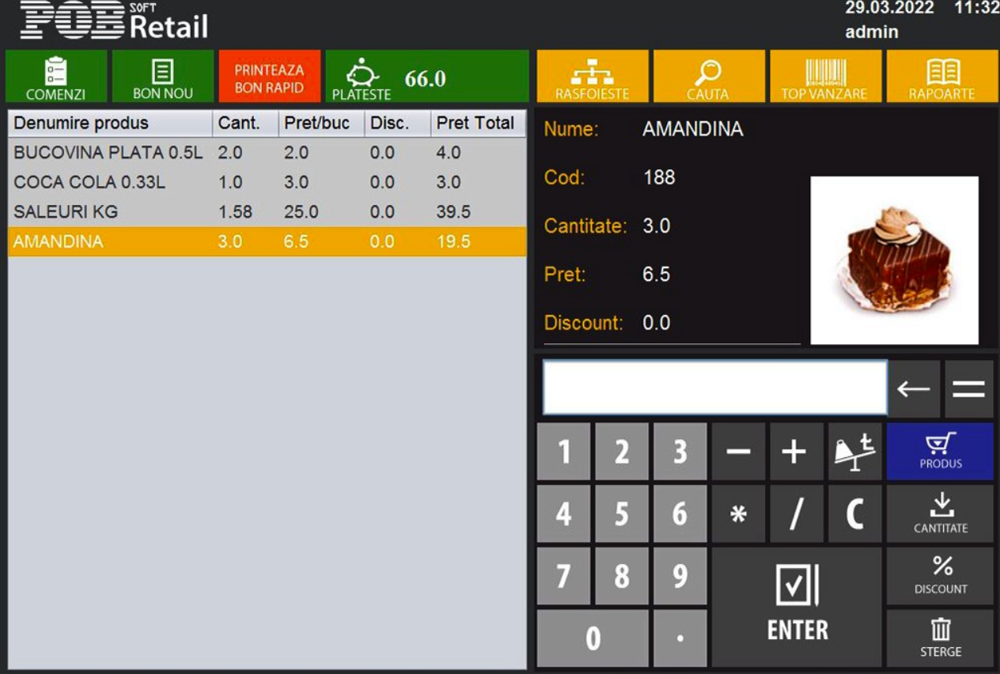 POB SOFT Retail
29.03.2022 11:32
admin
COMENZI
BON NOU
PRINTEAZA
BON RAPID
PLATESTE 66.0
RASFOIESTE
CAUTA
TOP VANZARE
RAPOARTE
Denumire produs Cant. Pret/buc Disc. Pret Total
BUCOVINA PLATA 0.5L 2.0 2.0 0.0 4.0
COCA COLA 0.33L 1.0 3.0 0.0 3.0
SALEURI KG 1.58 25.0 0.0 39.5
AMANDINA 3.0 6.5 0.0 19.5
Nume: AMANDINA
Cod: 188
Cantitate: 3.0
Pret: 6.5
Discount: 0.0
← =
1 2 3 − + t PRODUS
4 5 6 * / C CANTITATE
7 8 9 % DISCOUNT
ENTER
0 . STERGE